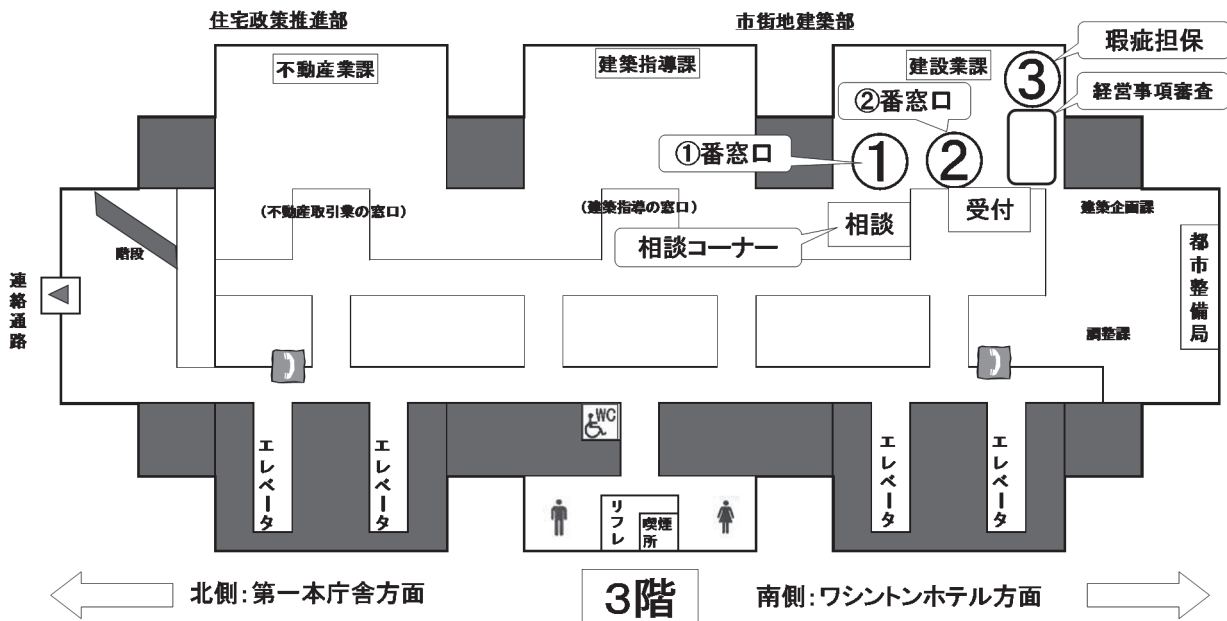 住宅政策推進部
市街地建築部
不動産業課
建築指導課
建設業課
③
瑕疵担保
経営事項審査
②番窓口
①番窓口
①
②
(不動産取引業の窓口)
(建築指導の窓口)
相談
受付
相談コーナー
建築企画課
都市整備局
階段
連絡通路
調整課
WC
エレベータ
エレベータ
エレベータ
エレベータ
リフレ
喫煙所
北側:第一本庁舎方面
3階
南側:ワシントンホテル方面